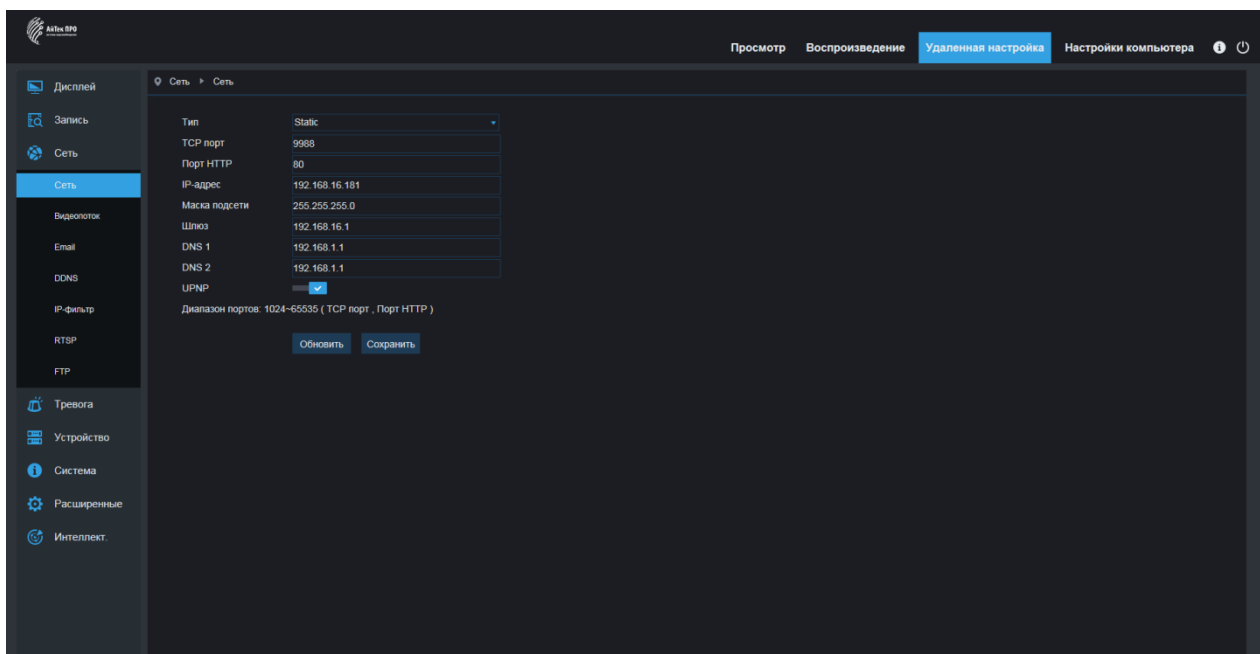 АйТек ПРО
Просмотр Воспроизведение Удаленная настройка Настройки компьютера
Дисплей
Запись
Сеть
Сеть
Видеопоток
Email
DDNS
IP-фильтр
RTSP
FTP
Тревога
Устройство
Система
Расширенные
Интеллект.
Сеть Сеть
Тип Static
TCP порт 9988
Порт HTTP 80
IP-адрес 192.168.16.181
Маска подсети 255.255.255.0
Шлюз 192.168.16.1
DNS 1 192.168.1.1
DNS 2 192.168.1.1
UPNP
Диапазон портов: 1024~65535 ( TCP порт , Порт HTTP )
Обновить Сохранить